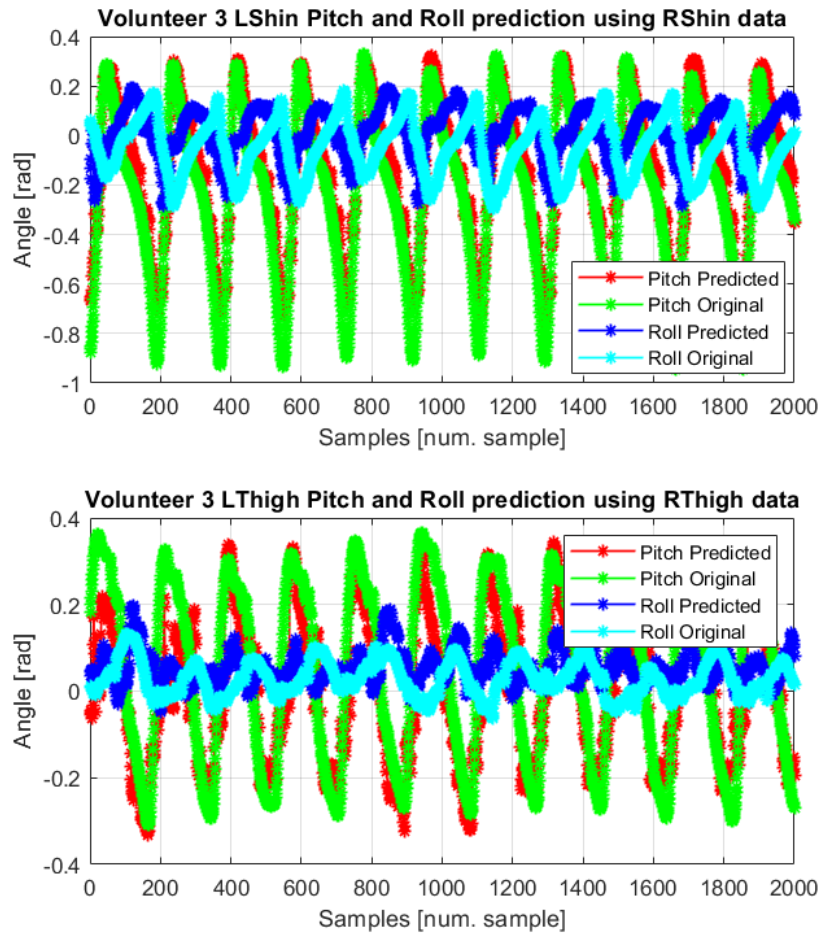 Volunteer 3 LShin Pitch and Roll prediction using RShin data
0.4
0.2
0
-0.2
-0.4
-0.6
-0.8
-1
Angle [rad]
Pitch Predicted
Pitch Original
Roll Predicted
Roll Original
0 200 400 600 800 1000 1200 1400 1600 1800 2000
Samples [num. sample]
Volunteer 3 LThigh Pitch and Roll prediction using RThigh data
0.4
0.2
0
-0.2
-0.4
Angle [rad]
Pitch Predicted
Pitch Original
Roll Predicted
Roll Original
0 200 400 600 800 1000 1200 1400 1600 1800 2000
Samples [num. sample]